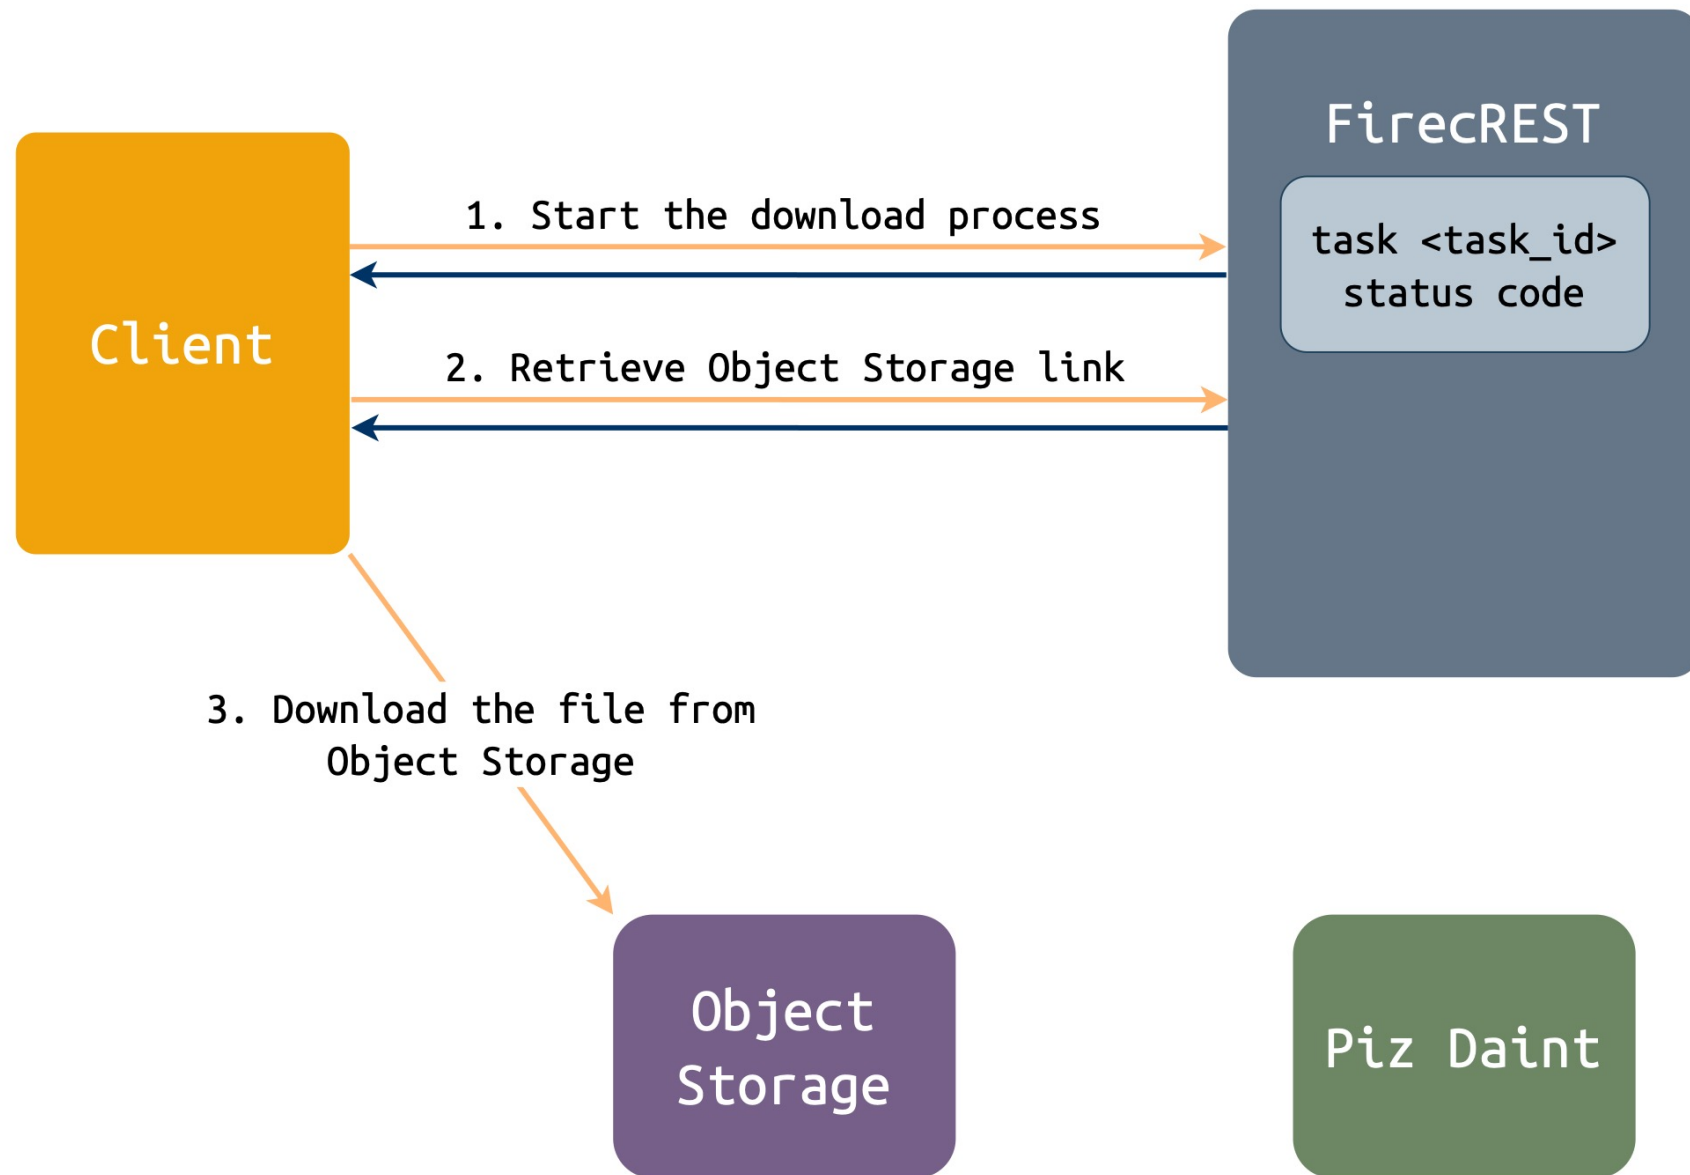 FirecREST
task <task_id>
status code
1. Start the download process
Client
2. Retrieve Object Storage link
3. Download the file from
Object Storage
Object
Storage
Piz Daint